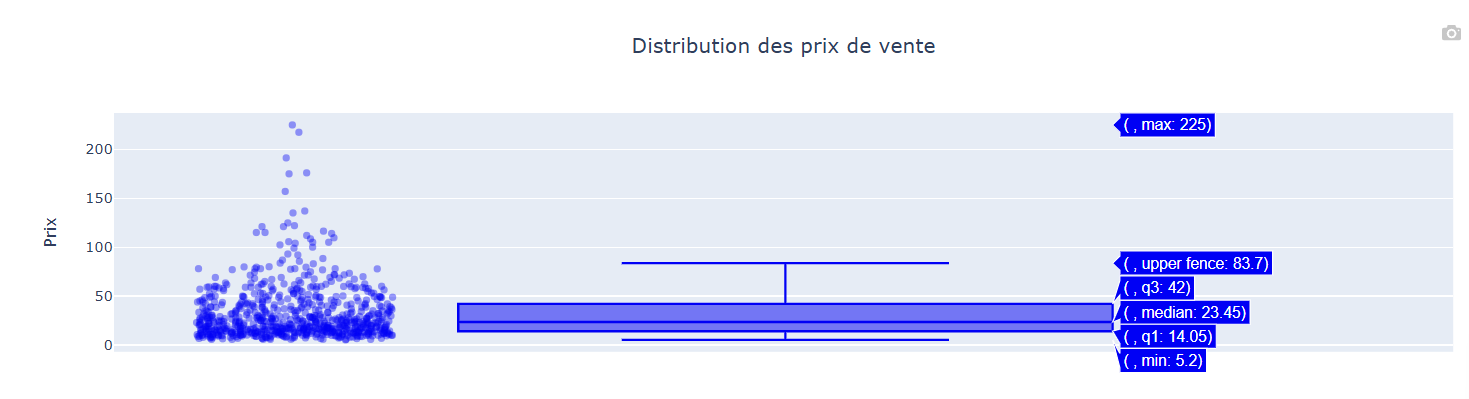 Distribution des prix de vente
Prix
200
150
100
50
0
( , max: 225)
( , upper fence: 83.7)
( , q3: 42)
( , median: 23.45)
( , q1: 14.05)
( , min: 5.2)